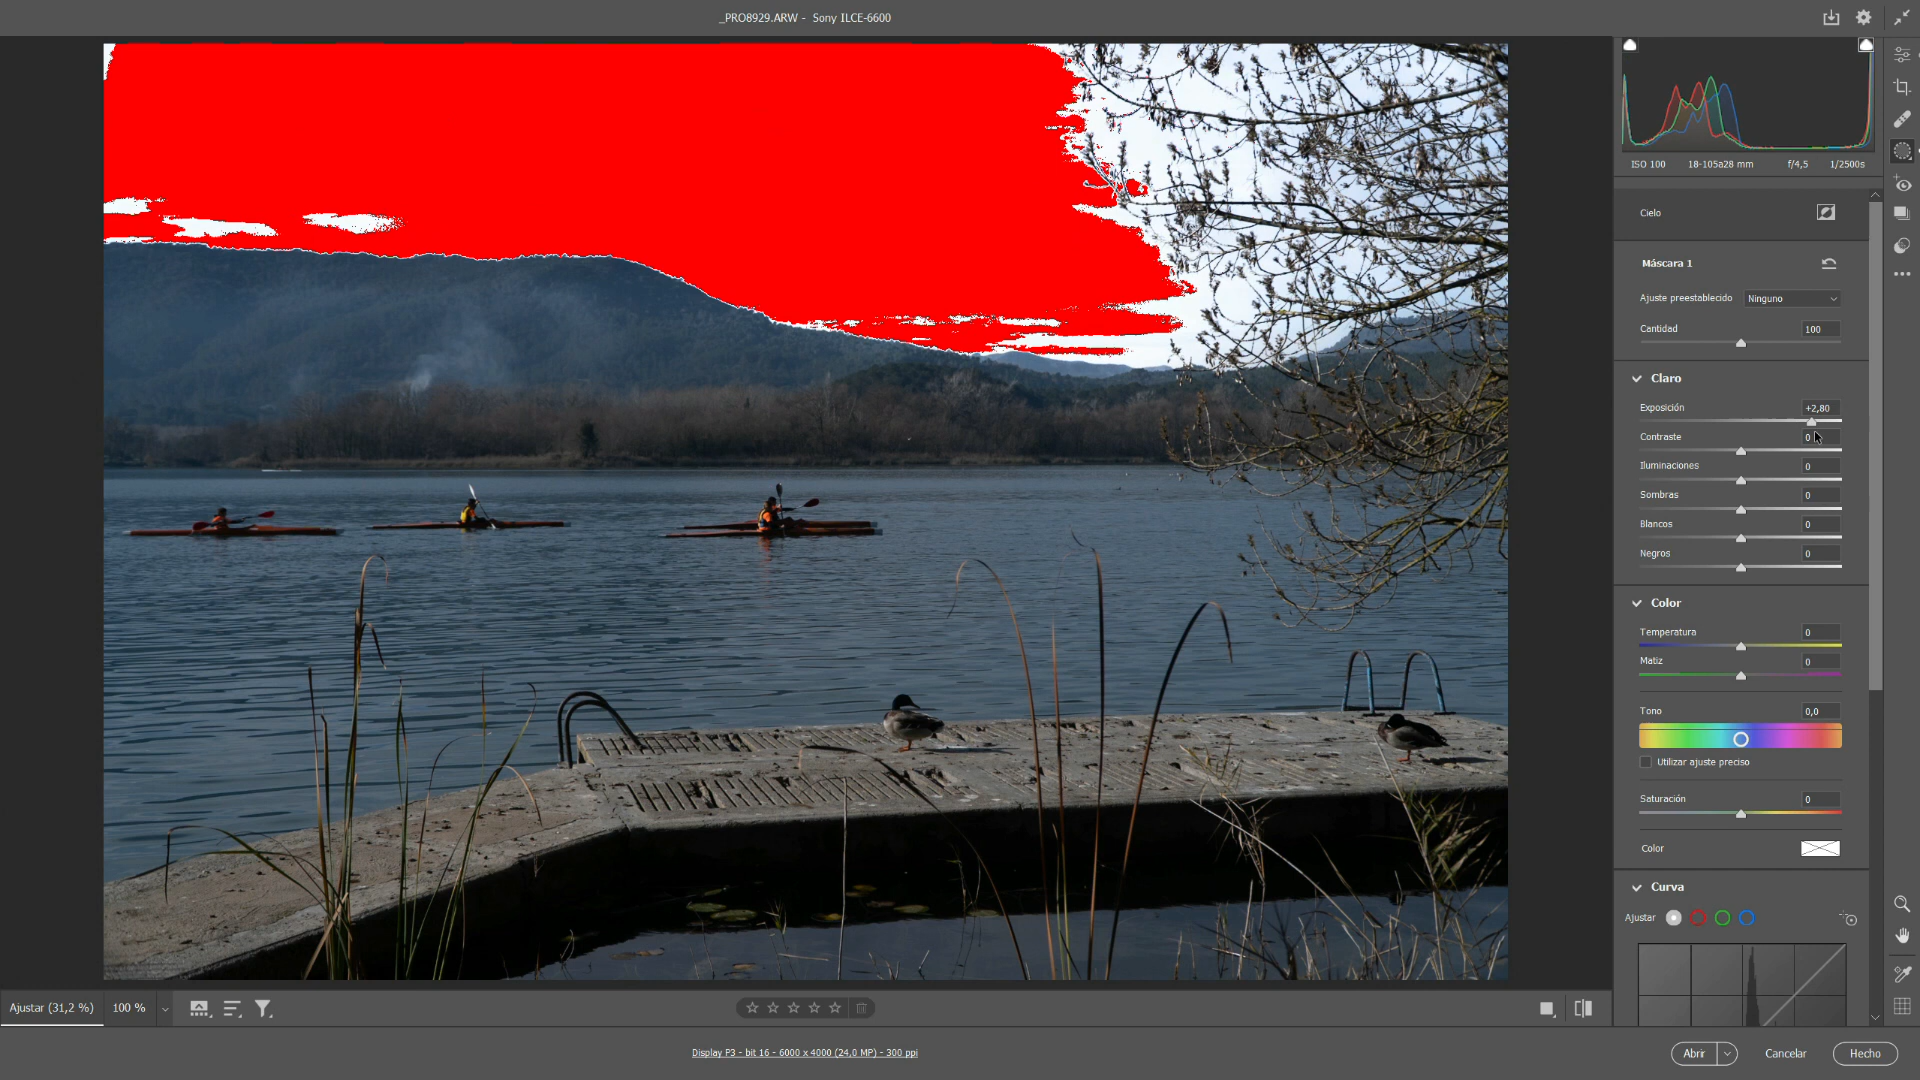 _PRO8929.ARW - Sony ILCE-6600
ISO 100 18-105a28 mm f/4,5 1/2500s
Cielo
Máscara 1
Ajuste preestablecido Ninguno
Cantidad 100
Claro
Exposición +2,80
Contraste 0
Iluminaciones 0
Sombras 0
Blancos 0
Negros 0
Color
Temperatura 0
Matiz 0
Tono 0,0
Utilizar ajuste preciso
Saturación 0
Color
Curva
Ajustar
Ajustar (31,2 %) 100 %
Display P3 - bit 16 - 6000 x 4000 (24,0 MP) - 300 ppi
Abrir Cancelar Hecho